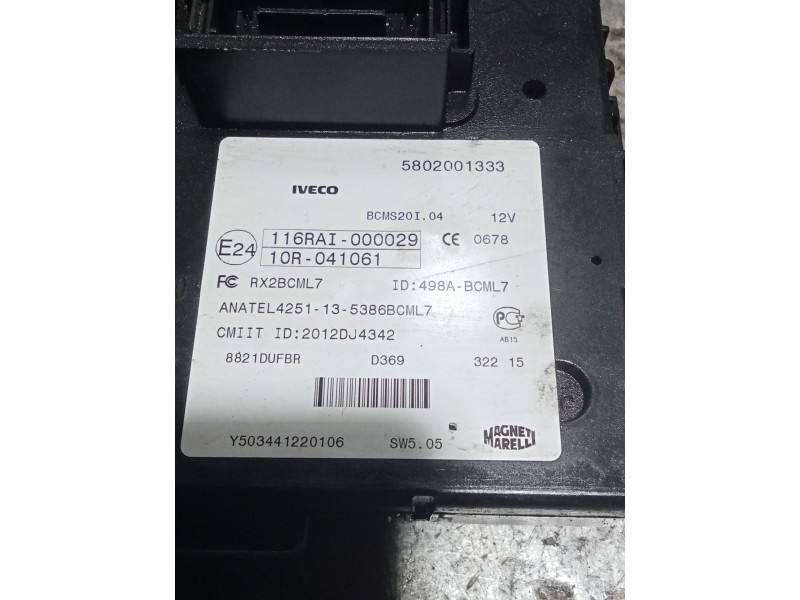 5802001333
IVECO
BCMS20I.04 12V
E24 116RAI-000029 CE 0678
10R-041061
FC RX2BCML7 ID:498A-BCML7
ANATEL4251-13-5386BCML7 PC
CMIIT ID:2012DJ4342 AB15
8821DUFBR D369 322 15
Y503441220106 SW5.05 MAGNETI
MARELLI